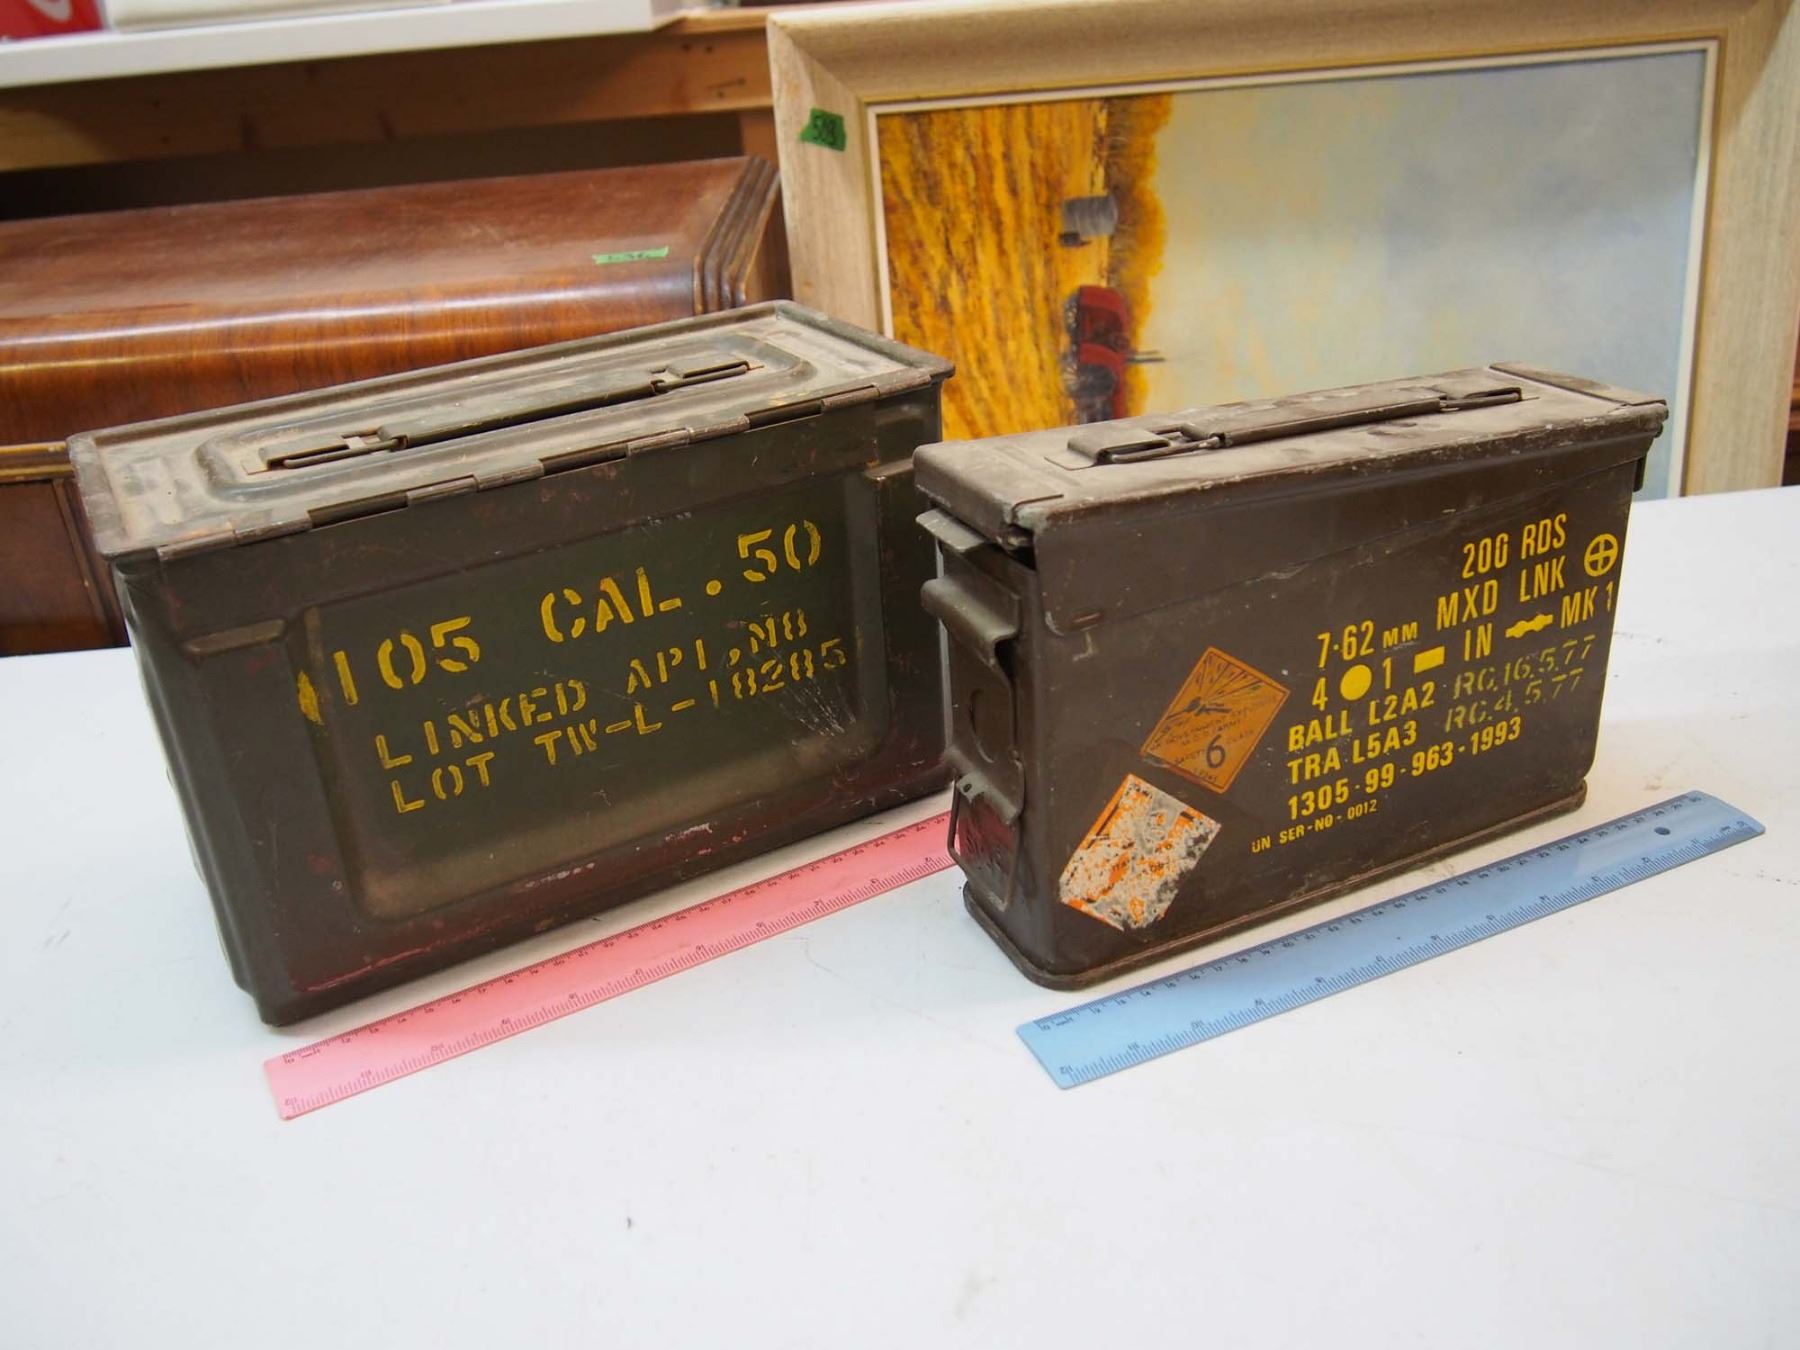 589
105 CAL .50
LINKED API, M8
LOT TW-L-18285
200 RDS
7·62 MM MXD LNK
4 1 IN MK 1
BALL L2A2 RG.16.5.77
TRA L5A3 RG.4.5.77
1305-99-963-1993
UN SER-NO-0012
6